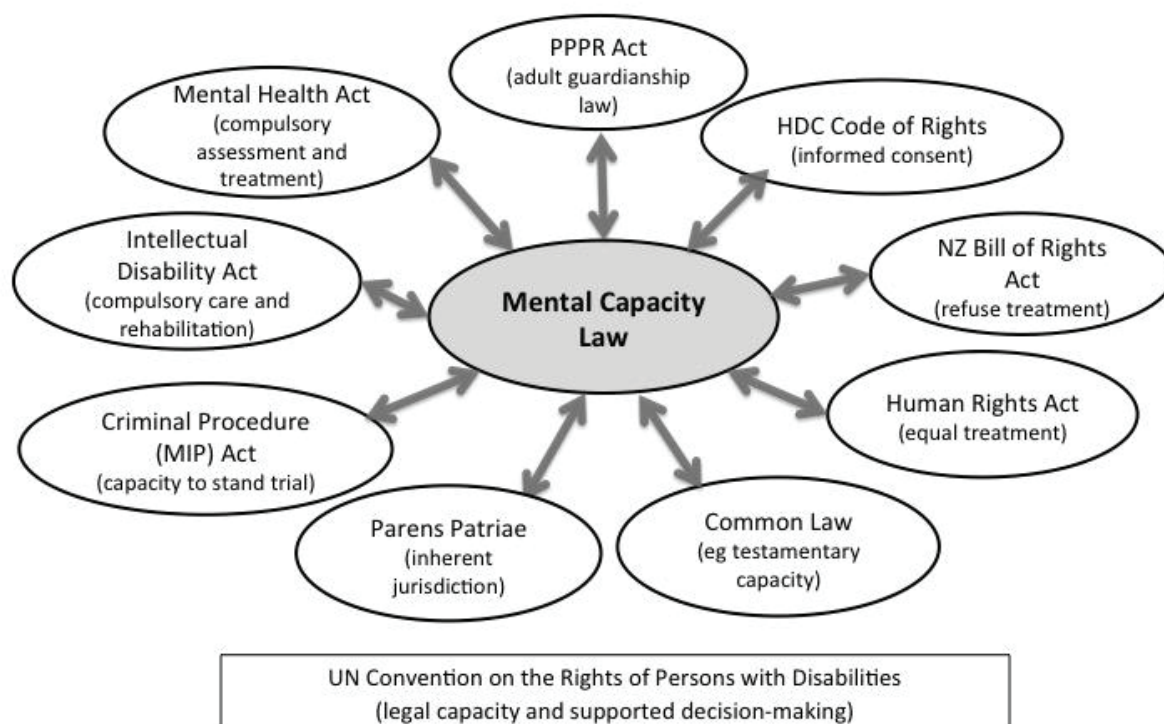 PPPR Act
(adult guardianship
law)
Mental Health Act
(compulsory
assessment and
treatment)
HDC Code of Rights
(informed consent)
Intellectual
Disability Act
(compulsory care and
rehabilitation)
NZ Bill of Rights
Act
(refuse treatment)
Mental Capacity
Law
Criminal Procedure
(MIP) Act
(capacity to stand trial)
Human Rights Act
(equal treatment)
Parens Patriae
(inherent
jurisdiction)
Common Law
(eg testamentary
capacity)
UN Convention on the Rights of Persons with Disabilities
(legal capacity and supported decision-making)